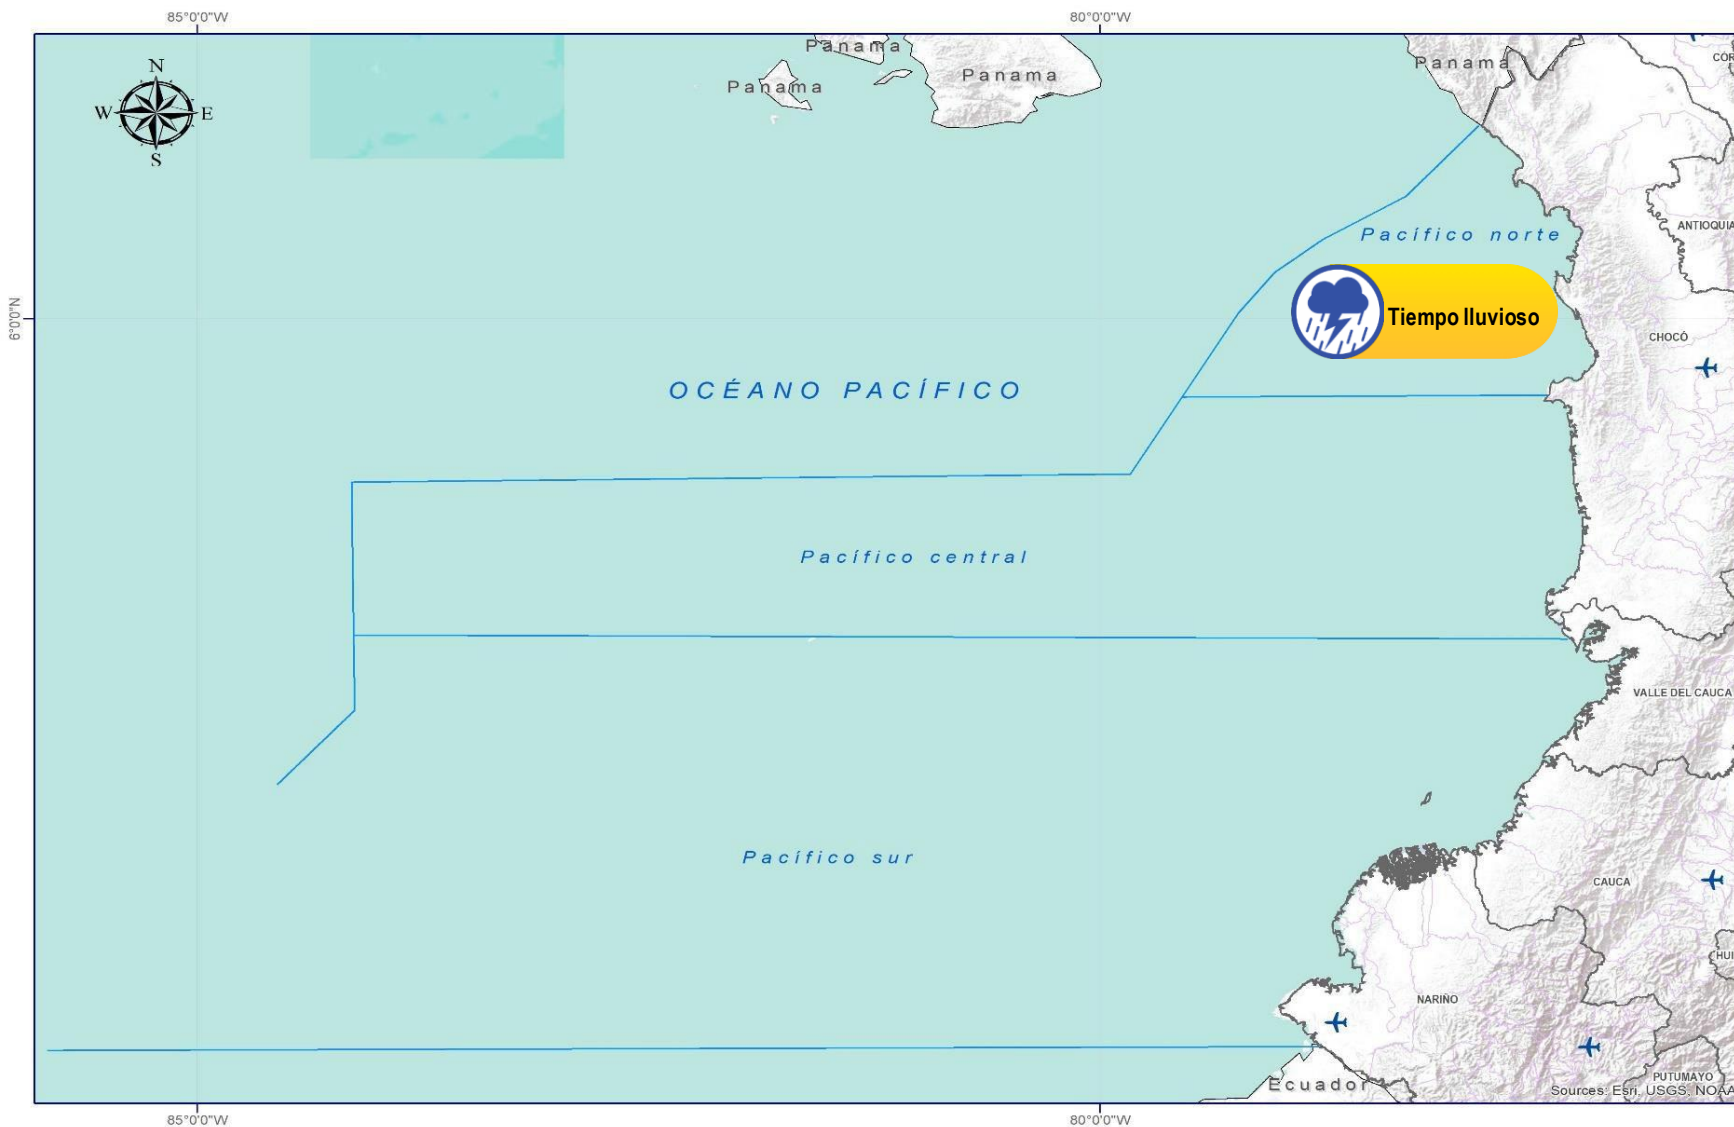 85°0'0"W 80°0'0"W
Panama
Panama
Panama
Panama
CÓR
N
W E
S
ANTIOQUIA
Pacífico norte
6°0'0"N
Tiempo lluvioso
CHOCÓ
OCÉANO PACÍFICO
Pacífico central
VALLE DEL CAUCA
Pacífico sur
CAUCA
HUI
NARIÑO
PUTUMAYO
Ecuador
Sources: Esri, USGS, NOAA
85°0'0"W 80°0'0"W